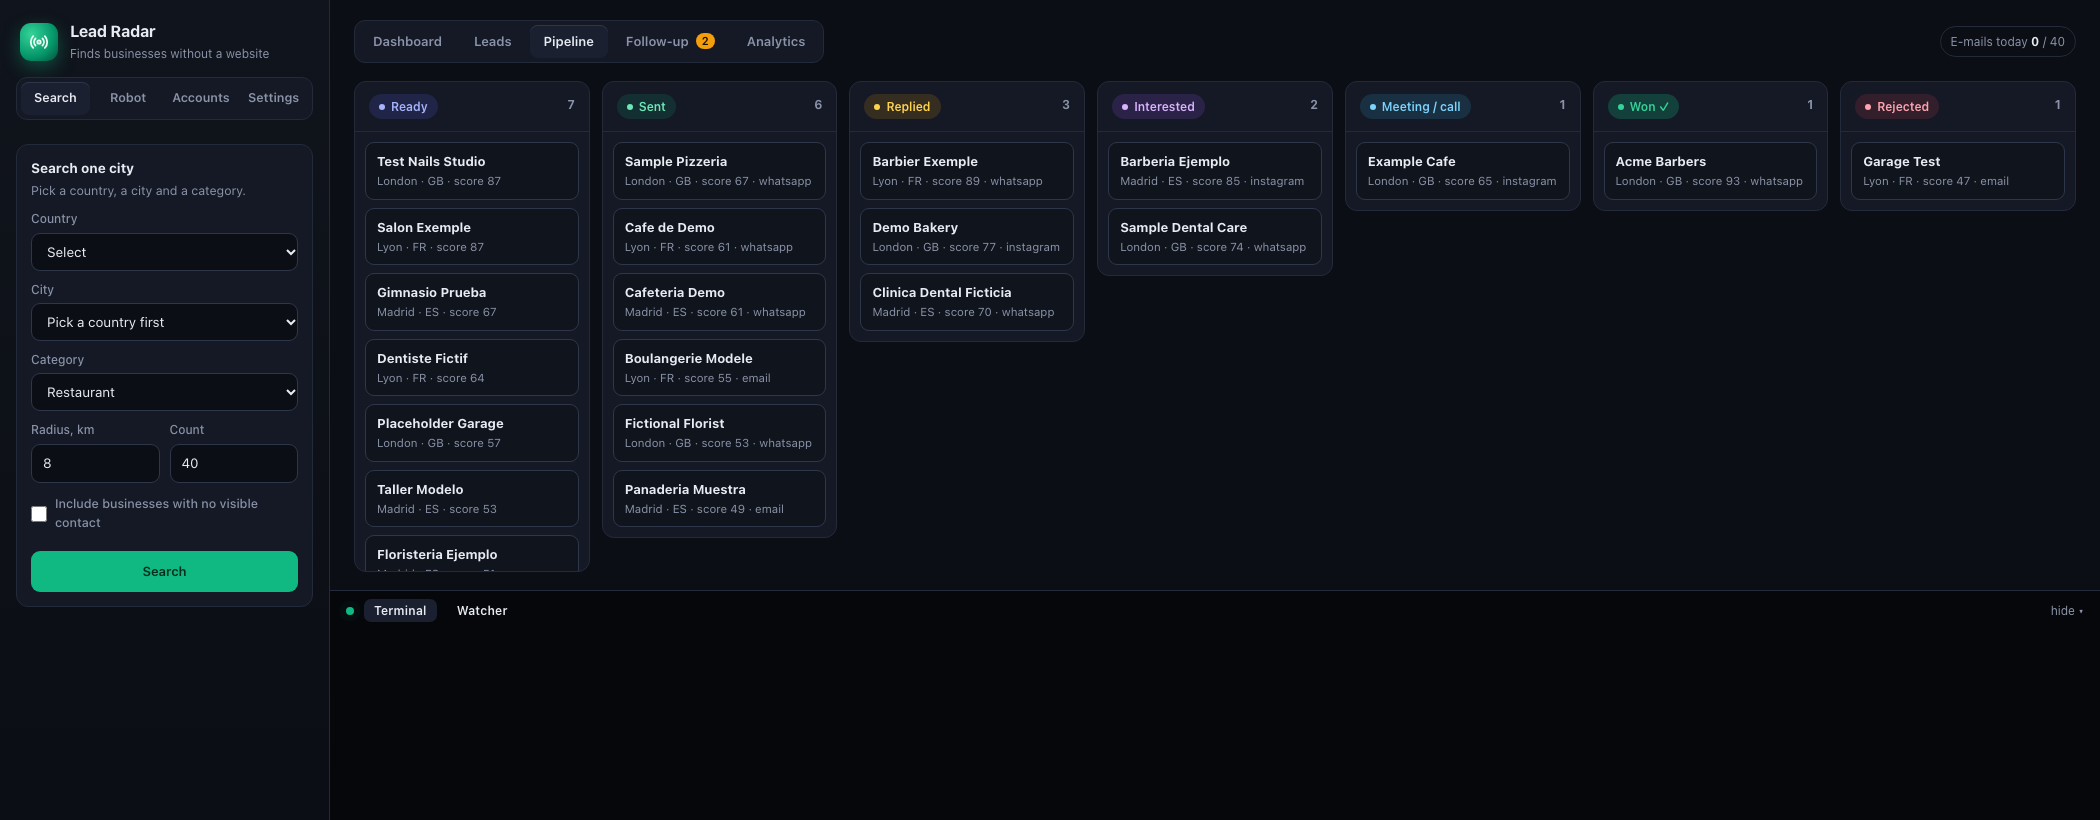 Lead Radar
Finds businesses without a website
Search Robot Accounts Settings
Search one city
Pick a country, a city and a category.
Country
Select
City
Pick a country first
Category
Restaurant
Radius, km Count
8 40
Include businesses with no visible
contact
Search
Dashboard Leads Pipeline Follow-up 2 Analytics
E-mails today 0 / 40
Ready 7
Test Nails Studio
London · GB · score 87
Salon Exemple
Lyon · FR · score 87
Gimnasio Prueba
Madrid · ES · score 67
Dentiste Fictif
Lyon · FR · score 64
Placeholder Garage
London · GB · score 57
Taller Modelo
Madrid · ES · score 53
Floristeria Ejemplo
Sent 6
Sample Pizzeria
London · GB · score 67 · whatsapp
Cafe de Demo
Lyon · FR · score 61 · whatsapp
Cafeteria Demo
Madrid · ES · score 61 · whatsapp
Boulangerie Modele
Lyon · FR · score 55 · email
Fictional Florist
London · GB · score 53 · whatsapp
Panaderia Muestra
Madrid · ES · score 49 · email
Replied 3
Barbier Exemple
Lyon · FR · score 89 · whatsapp
Demo Bakery
London · GB · score 77 · instagram
Clinica Dental Ficticia
Madrid · ES · score 70 · whatsapp
Interested 2
Barberia Ejemplo
Madrid · ES · score 85 · instagram
Sample Dental Care
London · GB · score 74 · whatsapp
Meeting / call 1
Example Cafe
London · GB · score 65 · instagram
Won ✓ 1
Acme Barbers
London · GB · score 93 · whatsapp
Rejected 1
Garage Test
Lyon · FR · score 47 · email
Terminal Watcher
hide ▾